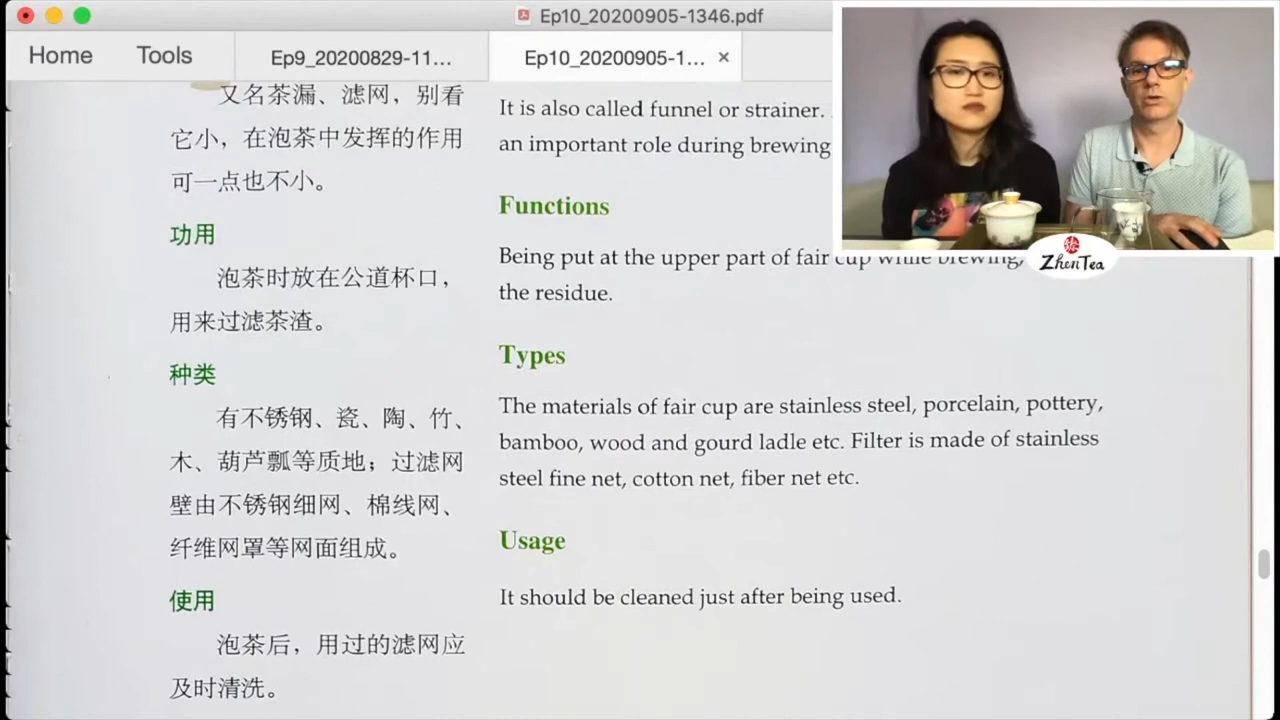 Ep10_20200905-1346.pdf
Home
Tools
Ep9_20200829-11...
Ep10_20200905-1...
×
又名茶漏、滤网，别看
它小，在泡茶中发挥的作用
可一点也不小。
功用
泡茶时放在公道杯口，
用来过滤茶渣。
种类
有不锈钢、瓷、陶、竹、
木、葫芦瓢等质地；过滤网
壁由不锈钢细网、棉线网、
纤维网罩等网面组成。
使用
泡茶后，用过的滤网应
及时清洗。
It is also called funnel or strainer.
an important role during brewing
Functions
Being put at the upper part of fair cup while brewing,
the residue.
Types
The materials of fair cup are stainless steel, porcelain, pottery,
bamboo, wood and gourd ladle etc. Filter is made of stainless
steel fine net, cotton net, fiber net etc.
Usage
It should be cleaned just after being used.
ZhenTea